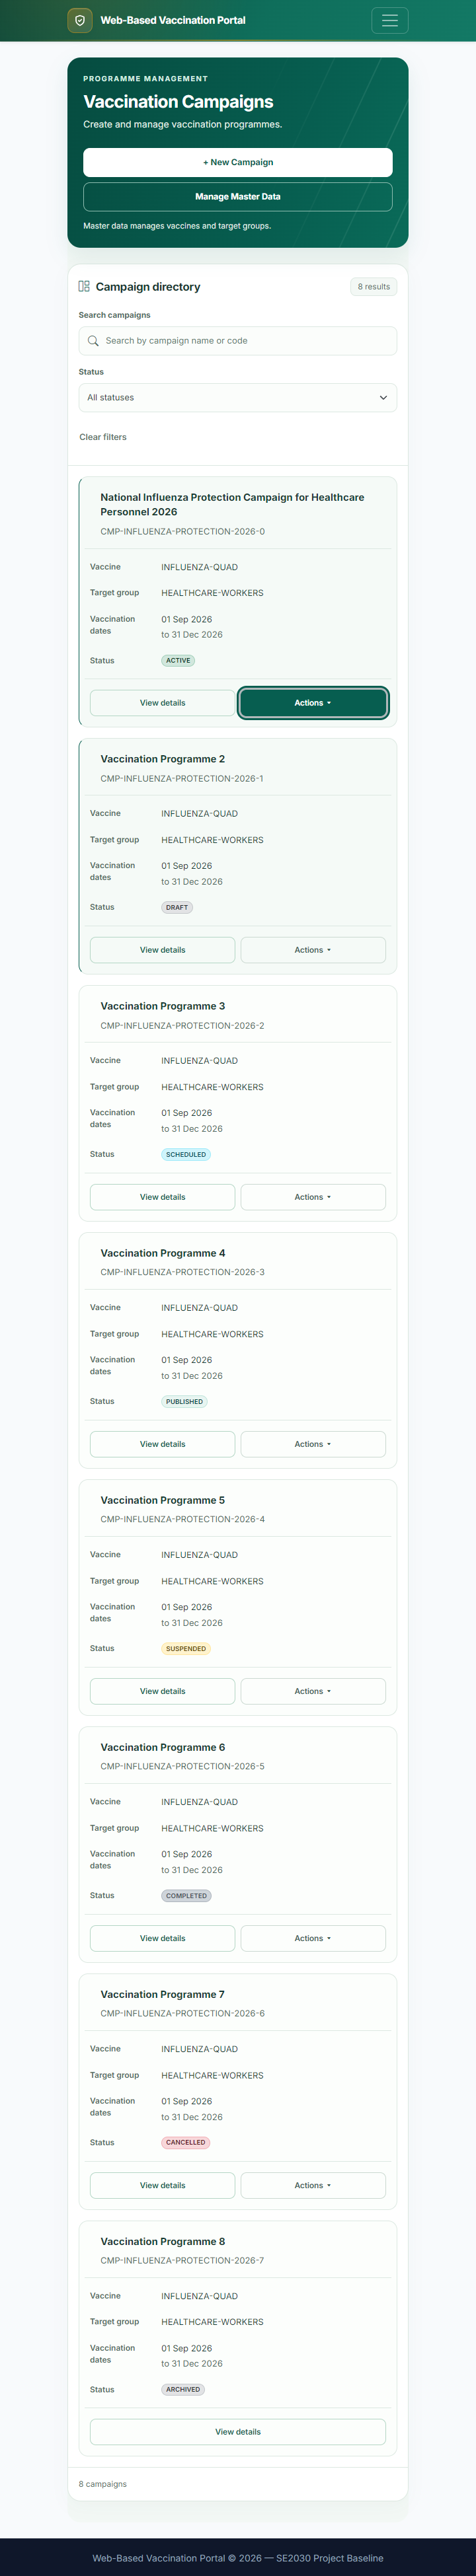 Web-Based Vaccination Portal
PROGRAMME MANAGEMENT
Vaccination Campaigns
Create and manage vaccination programmes.
+ New Campaign
Manage Master Data
Master data manages vaccines and target groups.
Campaign directory
8 results
Search campaigns
Search by campaign name or code
Status
All statuses
Clear filters
National Influenza Protection Campaign for Healthcare
Personnel 2026
CMP-INFLUENZA-PROTECTION-2026-0
Vaccine INFLUENZA-QUAD
Target group HEALTHCARE-WORKERS
Vaccination dates 01 Sep 2026
to 31 Dec 2026
Status ACTIVE
View details Actions
Vaccination Programme 2
CMP-INFLUENZA-PROTECTION-2026-1
Vaccine INFLUENZA-QUAD
Target group HEALTHCARE-WORKERS
Vaccination dates 01 Sep 2026
to 31 Dec 2026
Status DRAFT
View details Actions
Vaccination Programme 3
CMP-INFLUENZA-PROTECTION-2026-2
Vaccine INFLUENZA-QUAD
Target group HEALTHCARE-WORKERS
Vaccination dates 01 Sep 2026
to 31 Dec 2026
Status SCHEDULED
View details Actions
Vaccination Programme 4
CMP-INFLUENZA-PROTECTION-2026-3
Vaccine INFLUENZA-QUAD
Target group HEALTHCARE-WORKERS
Vaccination dates 01 Sep 2026
to 31 Dec 2026
Status PUBLISHED
View details Actions
Vaccination Programme 5
CMP-INFLUENZA-PROTECTION-2026-4
Vaccine INFLUENZA-QUAD
Target group HEALTHCARE-WORKERS
Vaccination dates 01 Sep 2026
to 31 Dec 2026
Status SUSPENDED
View details Actions
Vaccination Programme 6
CMP-INFLUENZA-PROTECTION-2026-5
Vaccine INFLUENZA-QUAD
Target group HEALTHCARE-WORKERS
Vaccination dates 01 Sep 2026
to 31 Dec 2026
Status COMPLETED
View details Actions
Vaccination Programme 7
CMP-INFLUENZA-PROTECTION-2026-6
Vaccine INFLUENZA-QUAD
Target group HEALTHCARE-WORKERS
Vaccination dates 01 Sep 2026
to 31 Dec 2026
Status CANCELLED
View details Actions
Vaccination Programme 8
CMP-INFLUENZA-PROTECTION-2026-7
Vaccine INFLUENZA-QUAD
Target group HEALTHCARE-WORKERS
Vaccination dates 01 Sep 2026
to 31 Dec 2026
Status ARCHIVED
View details
8 campaigns
Web-Based Vaccination Portal © 2026 — SE2030 Project Baseline